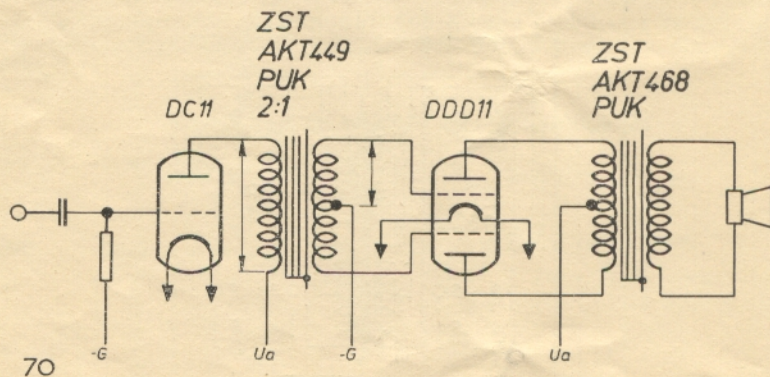 ZST
AKT449
PUK
2:1
DC11
DDD11
ZST
AKT468
PUK
-G
Ua
-G
Ua
70